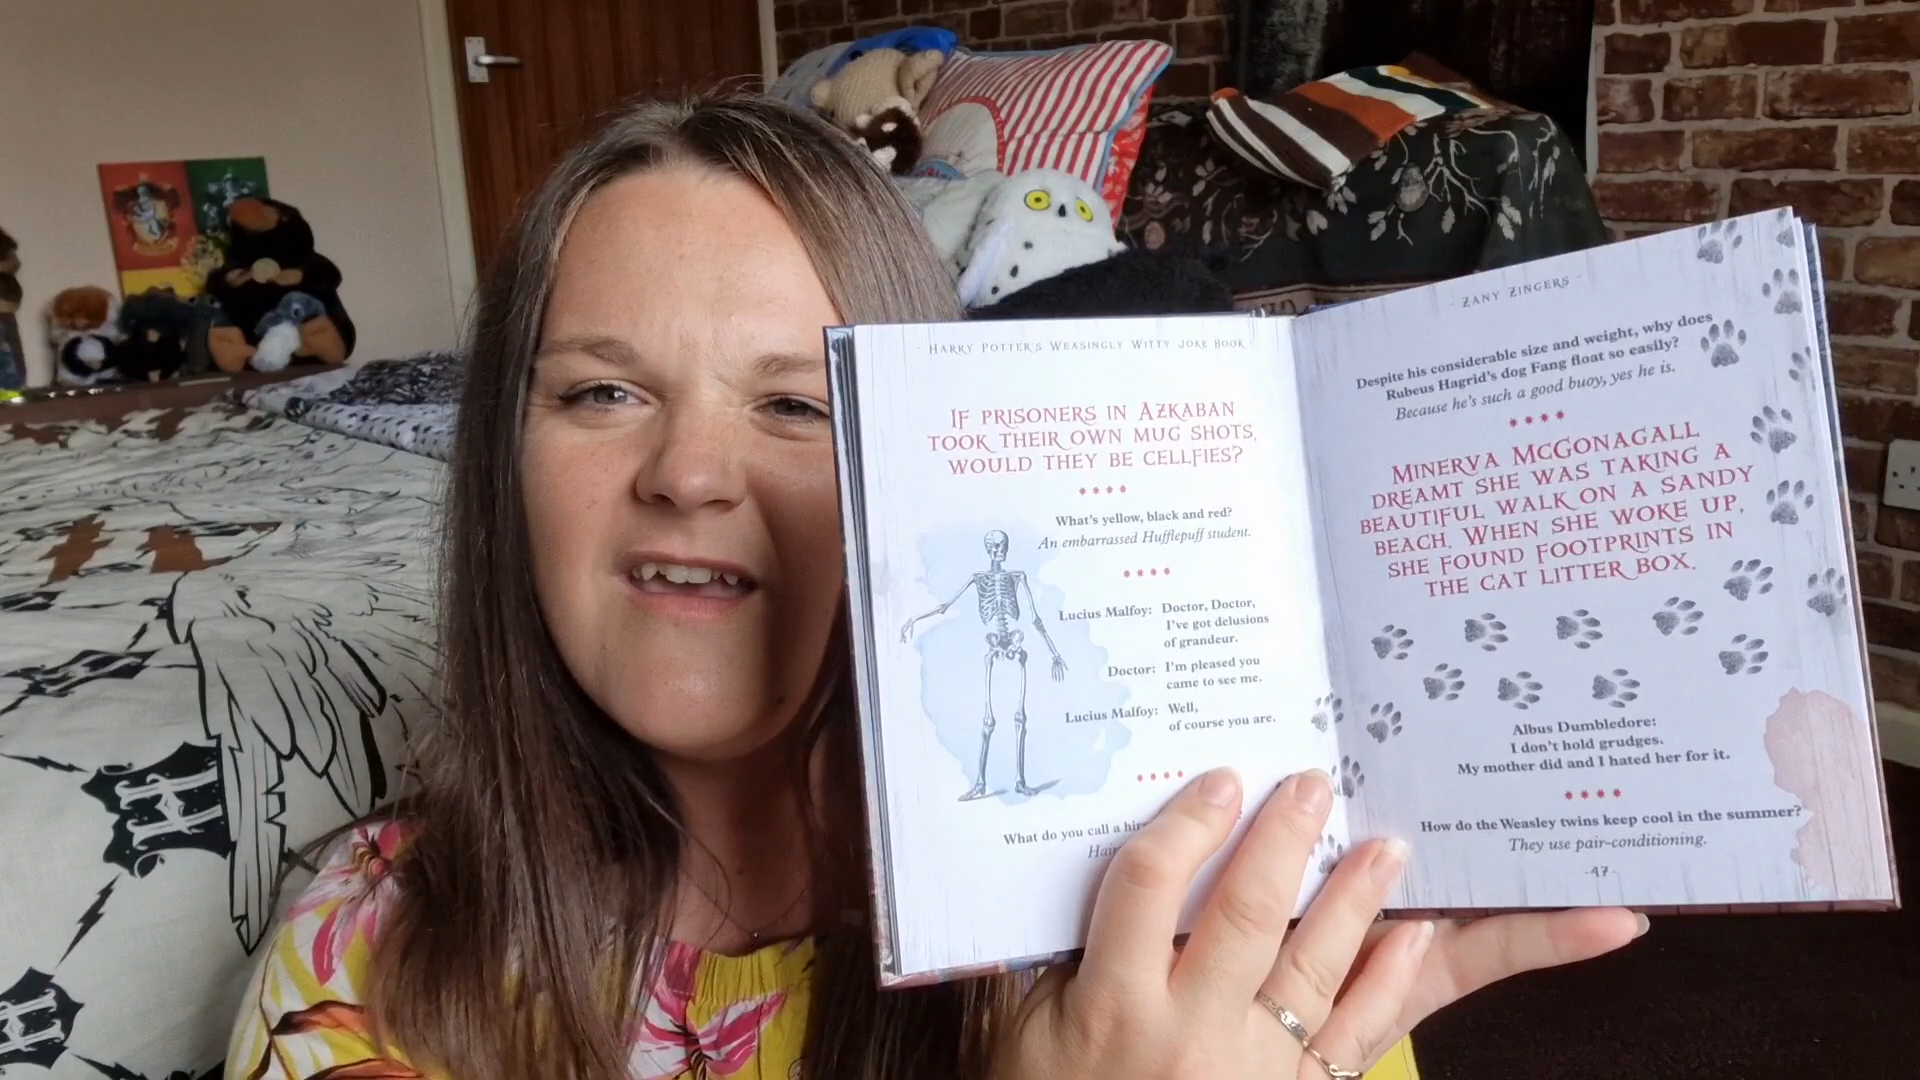 HARRY POTTER'S WEASINGLY WITTY JOKE BOOK
IF PRISONERS IN AZKABAN
TOOK THEIR OWN MUG SHOTS,
WOULD THEY BE CELLFIES?
What's yellow, black and red?
An embarrassed Hufflepuff student.
Lucius Malfoy: Doctor, Doctor,
I've got delusions
of grandeur.
Doctor: I'm pleased you
came to see me.
Lucius Malfoy: Well,
of course you are.
What do you call a
ZANY ZINGERS
Despite his considerable size and weight, why does
Rubeus Hagrid's dog Fang float so easily?
Because he's such a good buoy, yes he is.
MINERVA MCGONAGALL
DREAMT SHE WAS TAKING A
BEAUTIFUL WALK ON A SANDY
BEACH. WHEN SHE WOKE UP,
SHE FOUND FOOTPRINTS IN
THE CAT LITTER BOX.
Albus Dumbledore:
I don't hold grudges.
My mother did and I hated her for it.
How do the Weasley twins keep cool in the summer?
They use pair-conditioning.
-47-
H
H